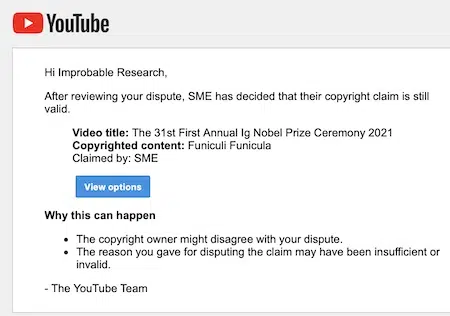 YouTube
Hi Improbable Research,
After reviewing your dispute, SME has decided that their copyright claim is still
valid.
Video title: The 31st First Annual Ig Nobel Prize Ceremony 2021
Copyrighted content: Funiculi Funicula
Claimed by: SME
View options
Why this can happen
• The copyright owner might disagree with your dispute.
• The reason you gave for disputing the claim may have been insufficient or
invalid.
- The YouTube Team